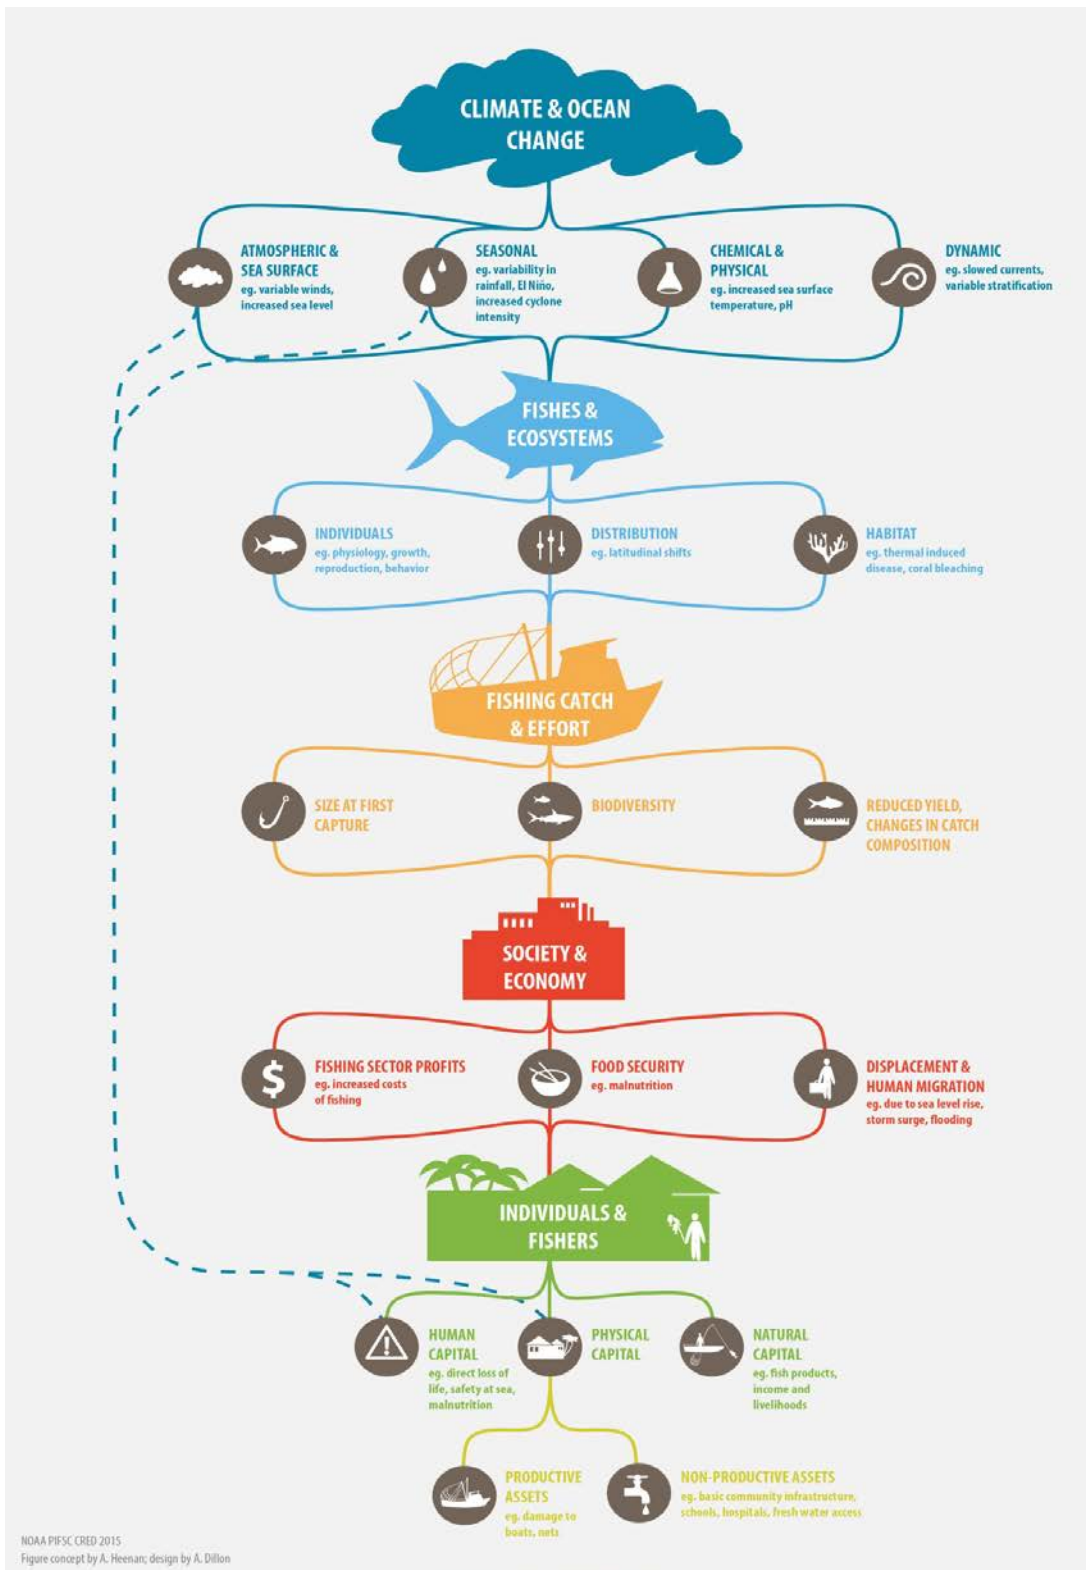 CLIMATE & OCEAN
CHANGE
ATMOSPHERIC &
SEA SURFACE
eg. variable winds,
increased sea level
SEASONAL
eg. variability in
rainfall, El Niño,
increased cyclone
intensity
CHEMICAL &
PHYSICAL
eg. increased sea surface
temperature, pH
DYNAMIC
eg. slowed currents,
variable stratification
FISHES &
ECOSYSTEMS
INDIVIDUALS
eg. physiology, growth,
reproduction, behavior
DISTRIBUTION
eg. latitudinal shifts
HABITAT
eg. thermal induced
disease, coral bleaching
FISHING CATCH
& EFFORT
SIZE AT FIRST
CAPTURE
BIODIVERSITY
REDUCED YIELD,
CHANGES IN CATCH
COMPOSITION
SOCIETY &
ECONOMY
$
FISHING SECTOR PROFITS
eg. increased costs
of fishing
FOOD SECURITY
eg. malnutrition
DISPLACEMENT &
HUMAN MIGRATION
eg. due to sea level rise,
storm surge, flooding
INDIVIDUALS &
FISHERS
HUMAN
CAPITAL
eg. direct loss of
life, safety at sea,
malnutrition
PHYSICAL
CAPITAL
NATURAL
CAPITAL
eg. fish products,
income and
livelihoods
PRODUCTIVE
ASSETS
eg. damage to
boats, nets
NON-PRODUCTIVE ASSETS
eg. basic community infrastructure,
schools, hospitals, fresh water access
NOAA PIFSC CRED 2015
Figure concept by A. Heenan; design by A. Dillon